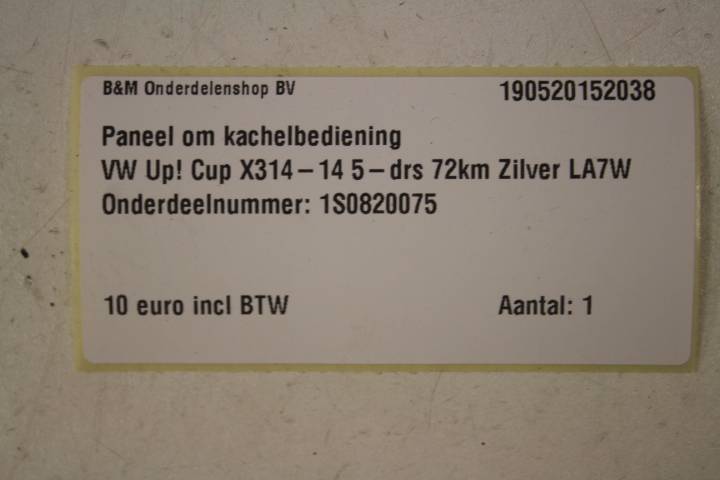 B&M Onderdelenshop BV 190520152038
Paneel om kachelbediening
VW Up! Cup X314-14 5-drs 72km Zilver LA7W
Onderdeelnummer: 1S0820075
10 euro incl BTW Aantal: 1